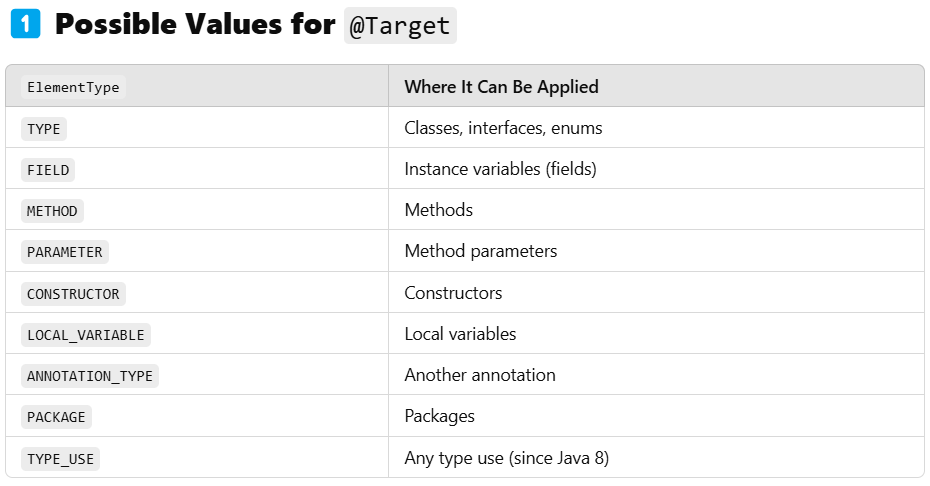 1 Possible Values for @Target
ElementType Where It Can Be Applied
TYPE Classes, interfaces, enums
FIELD Instance variables (fields)
METHOD Methods
PARAMETER Method parameters
CONSTRUCTOR Constructors
LOCAL_VARIABLE Local variables
ANNOTATION_TYPE Another annotation
PACKAGE Packages
TYPE_USE Any type use (since Java 8)